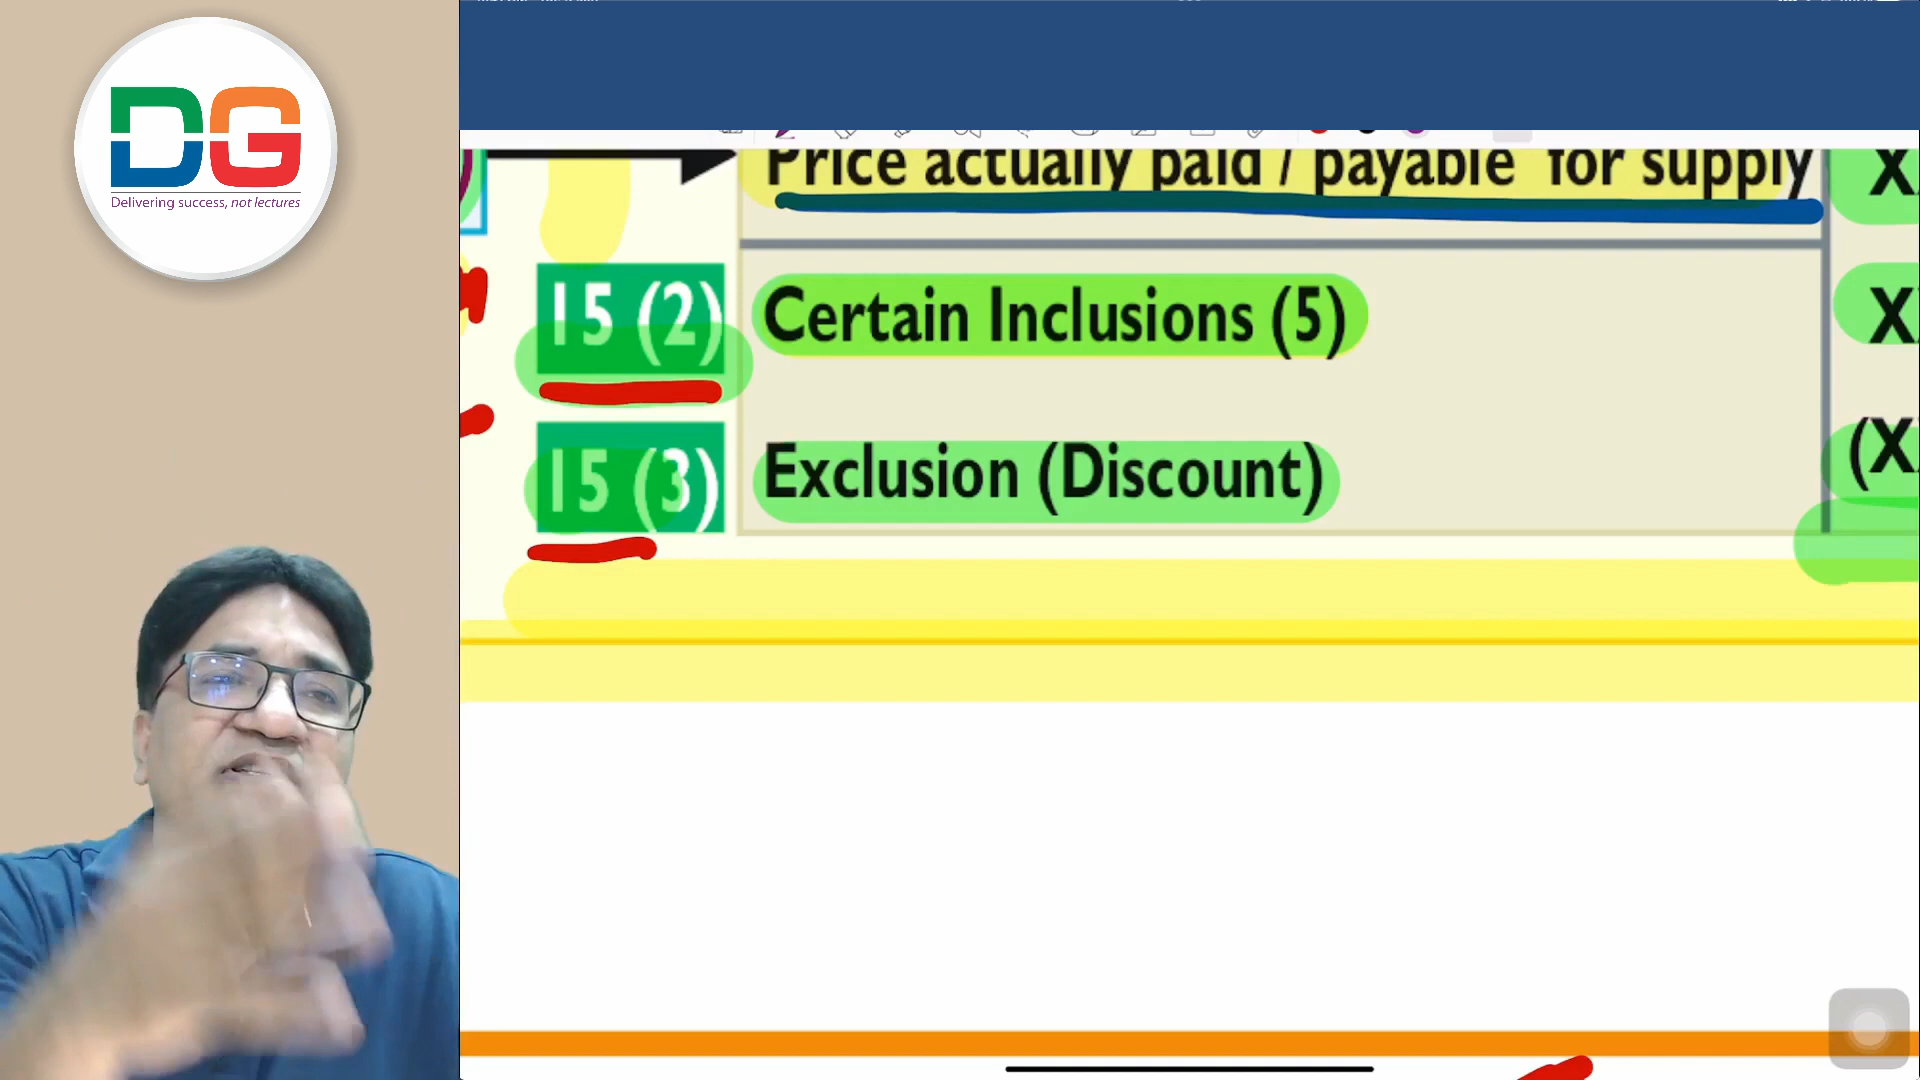 DG
Delivering success, not lectures
Price actually paid / payable for supply
15 (2) Certain Inclusions (5)
15 (3) Exclusion (Discount)